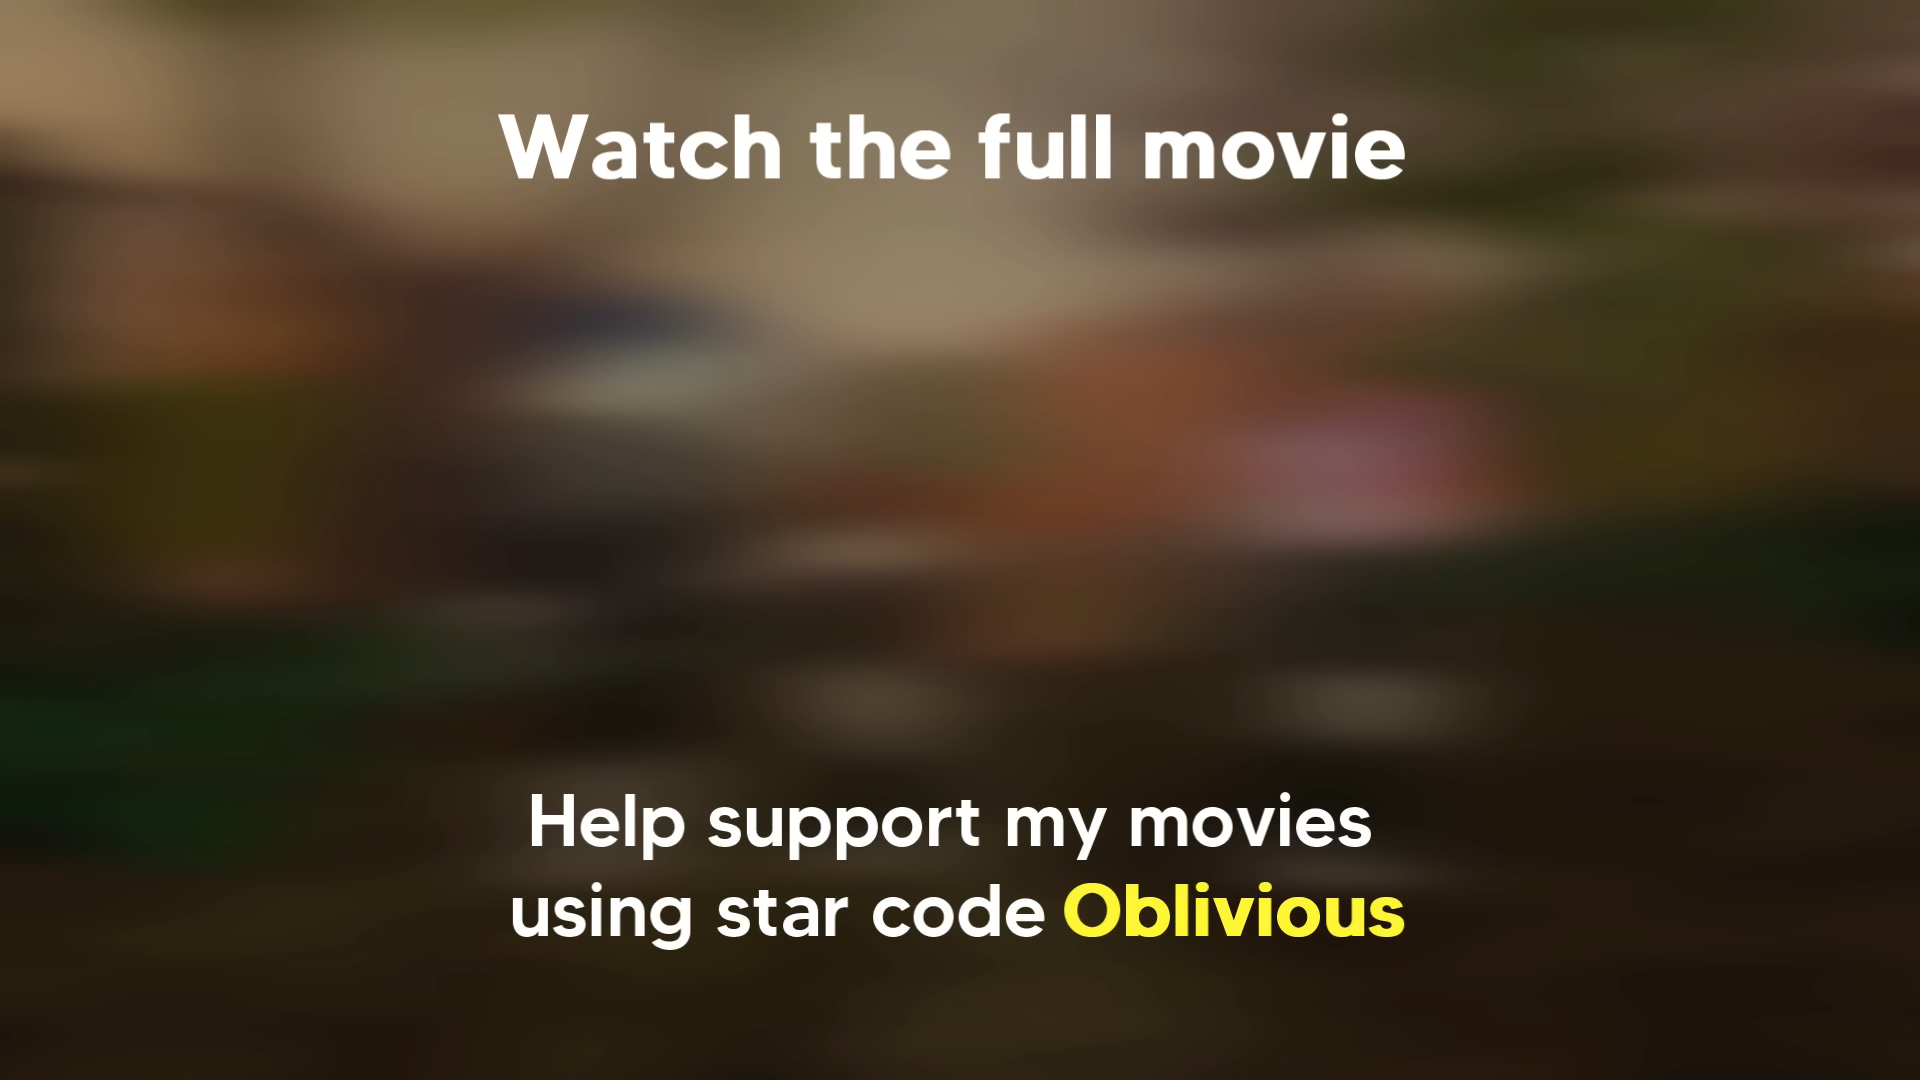 Watch the full movie
Help support my movies
using star code Oblivious